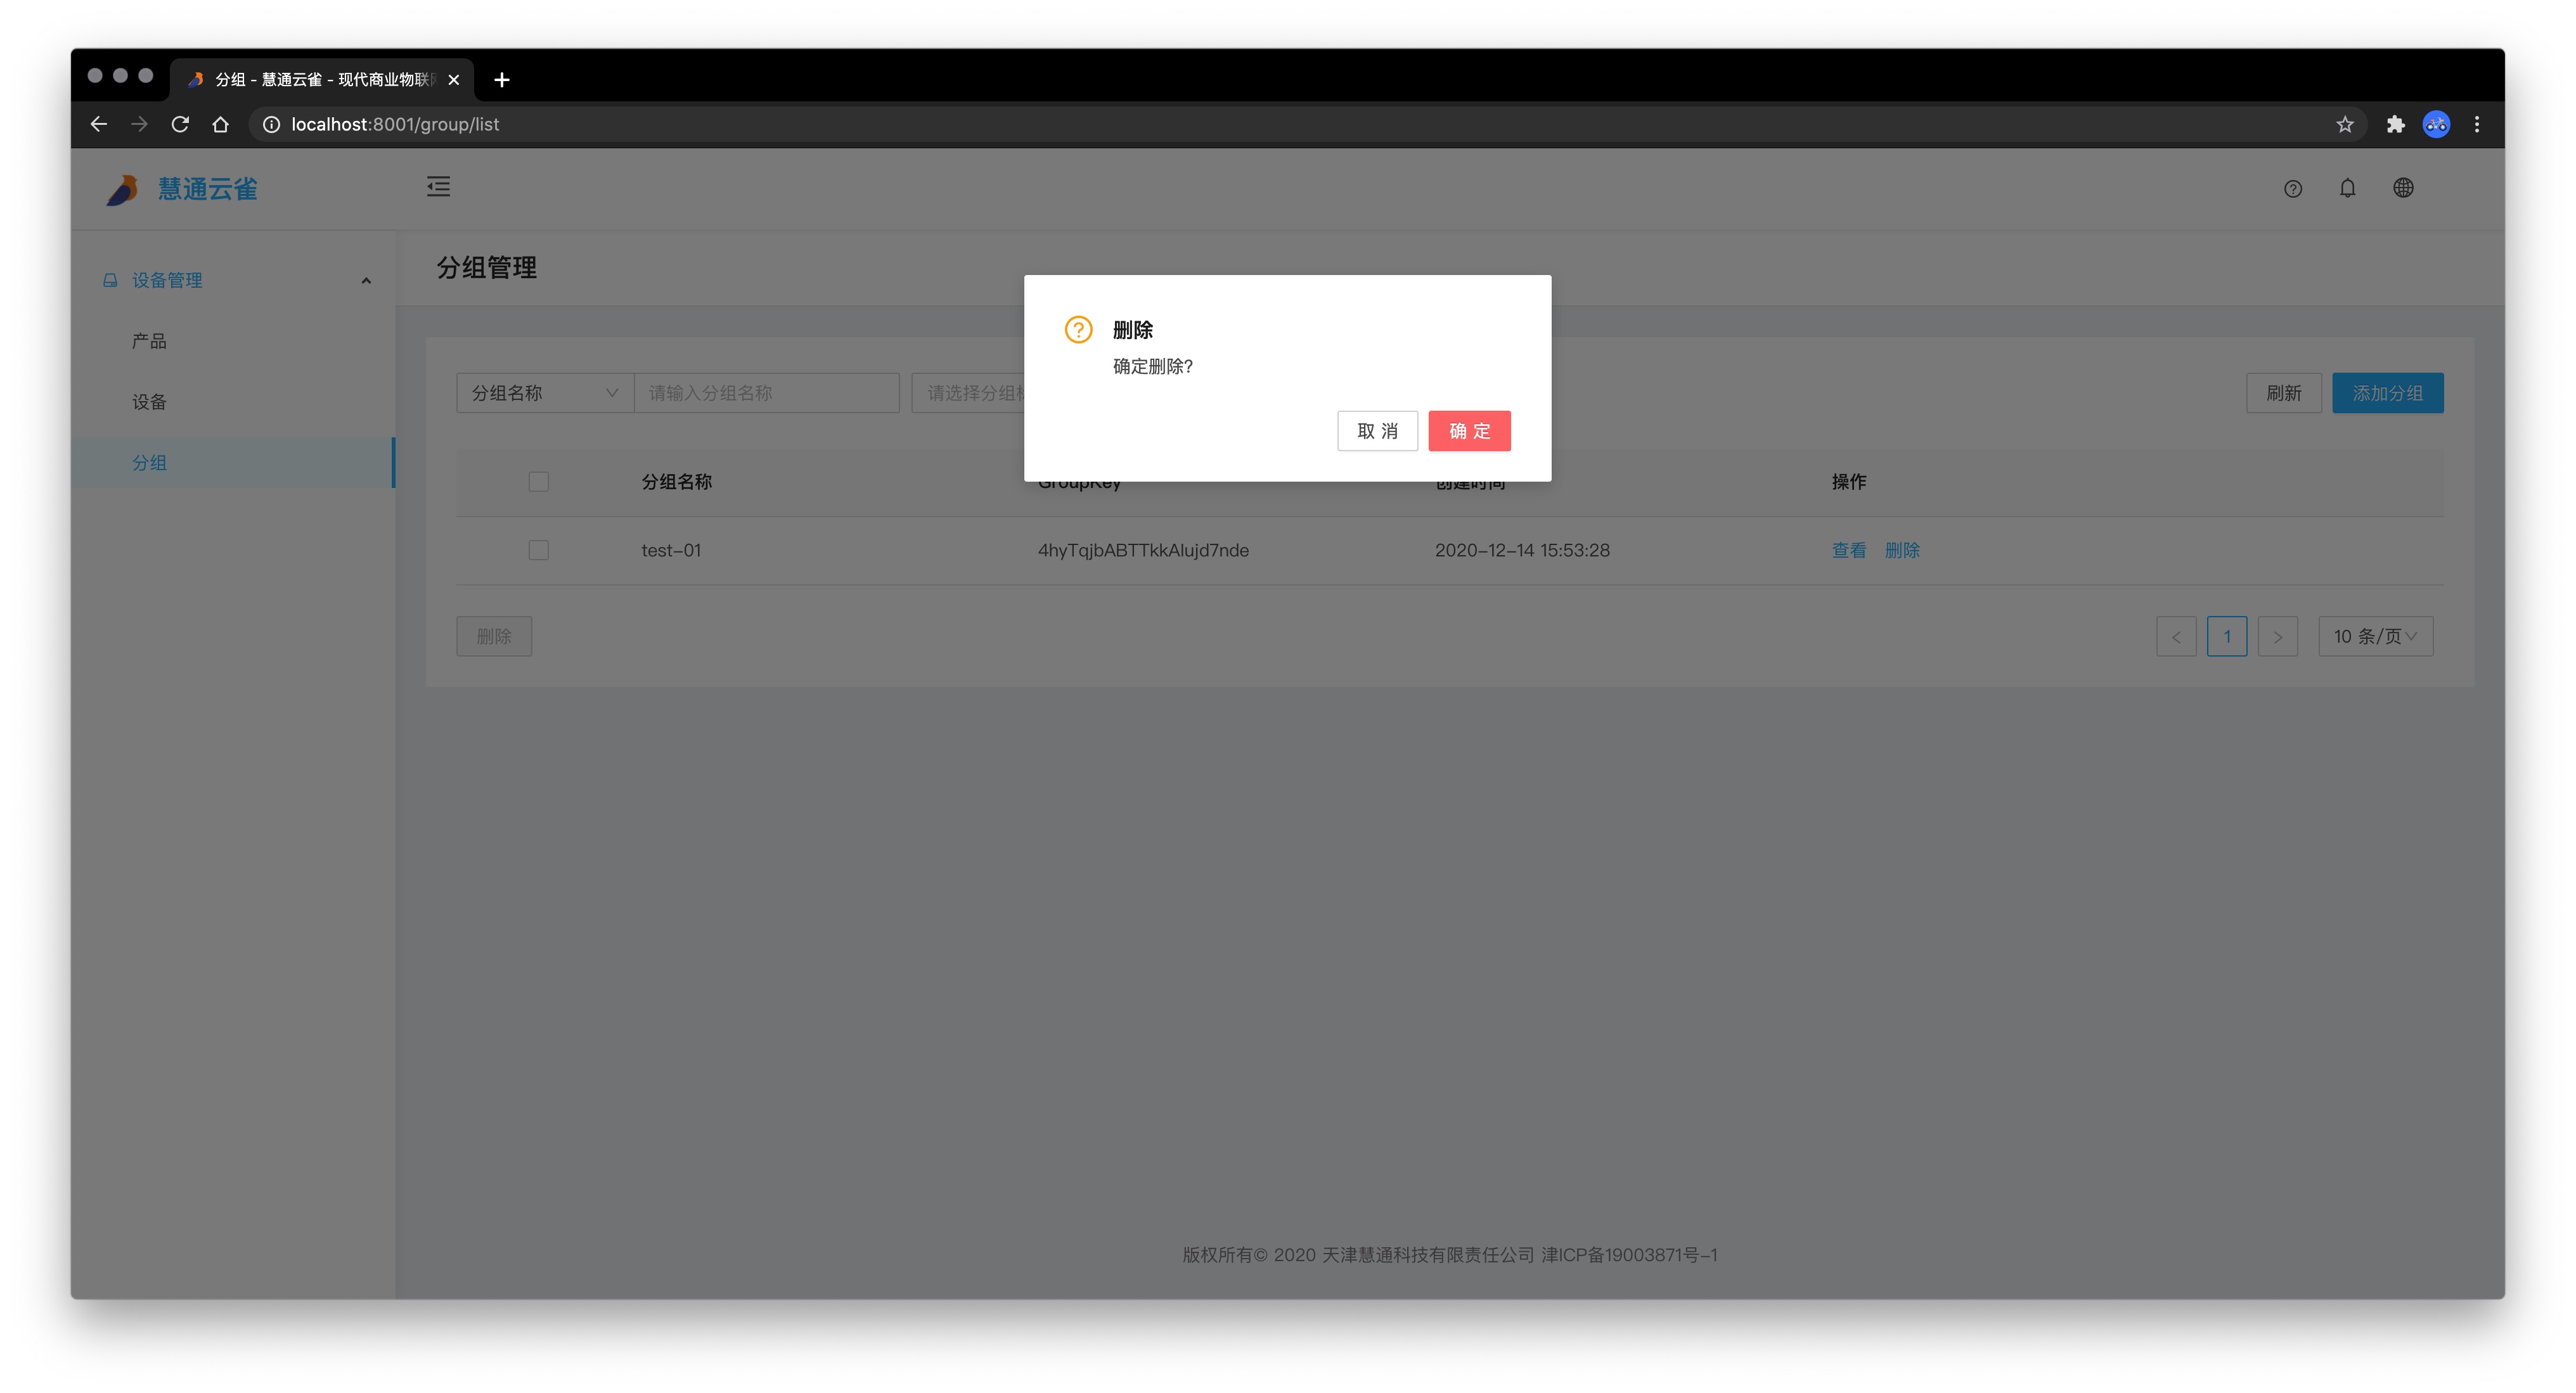 分组 - 慧通云雀 - 现代商业物联
localhost:8001/group/list
慧通云雀
设备管理
产品
设备
分组
分组管理
分组名称 请输入分组名称 请选择分组
刷新 添加分组
删除
确定删除?
取 消 确 定
分组名称 GroupKey 创建时间 操作
test-01 4hyTqjbABTTkkAlujd7nde 2020-12-14 15:53:28 查看 删除
删除
< 1 > 10 条/页
版权所有© 2020 天津慧通科技有限责任公司 津ICP备19003871号-1